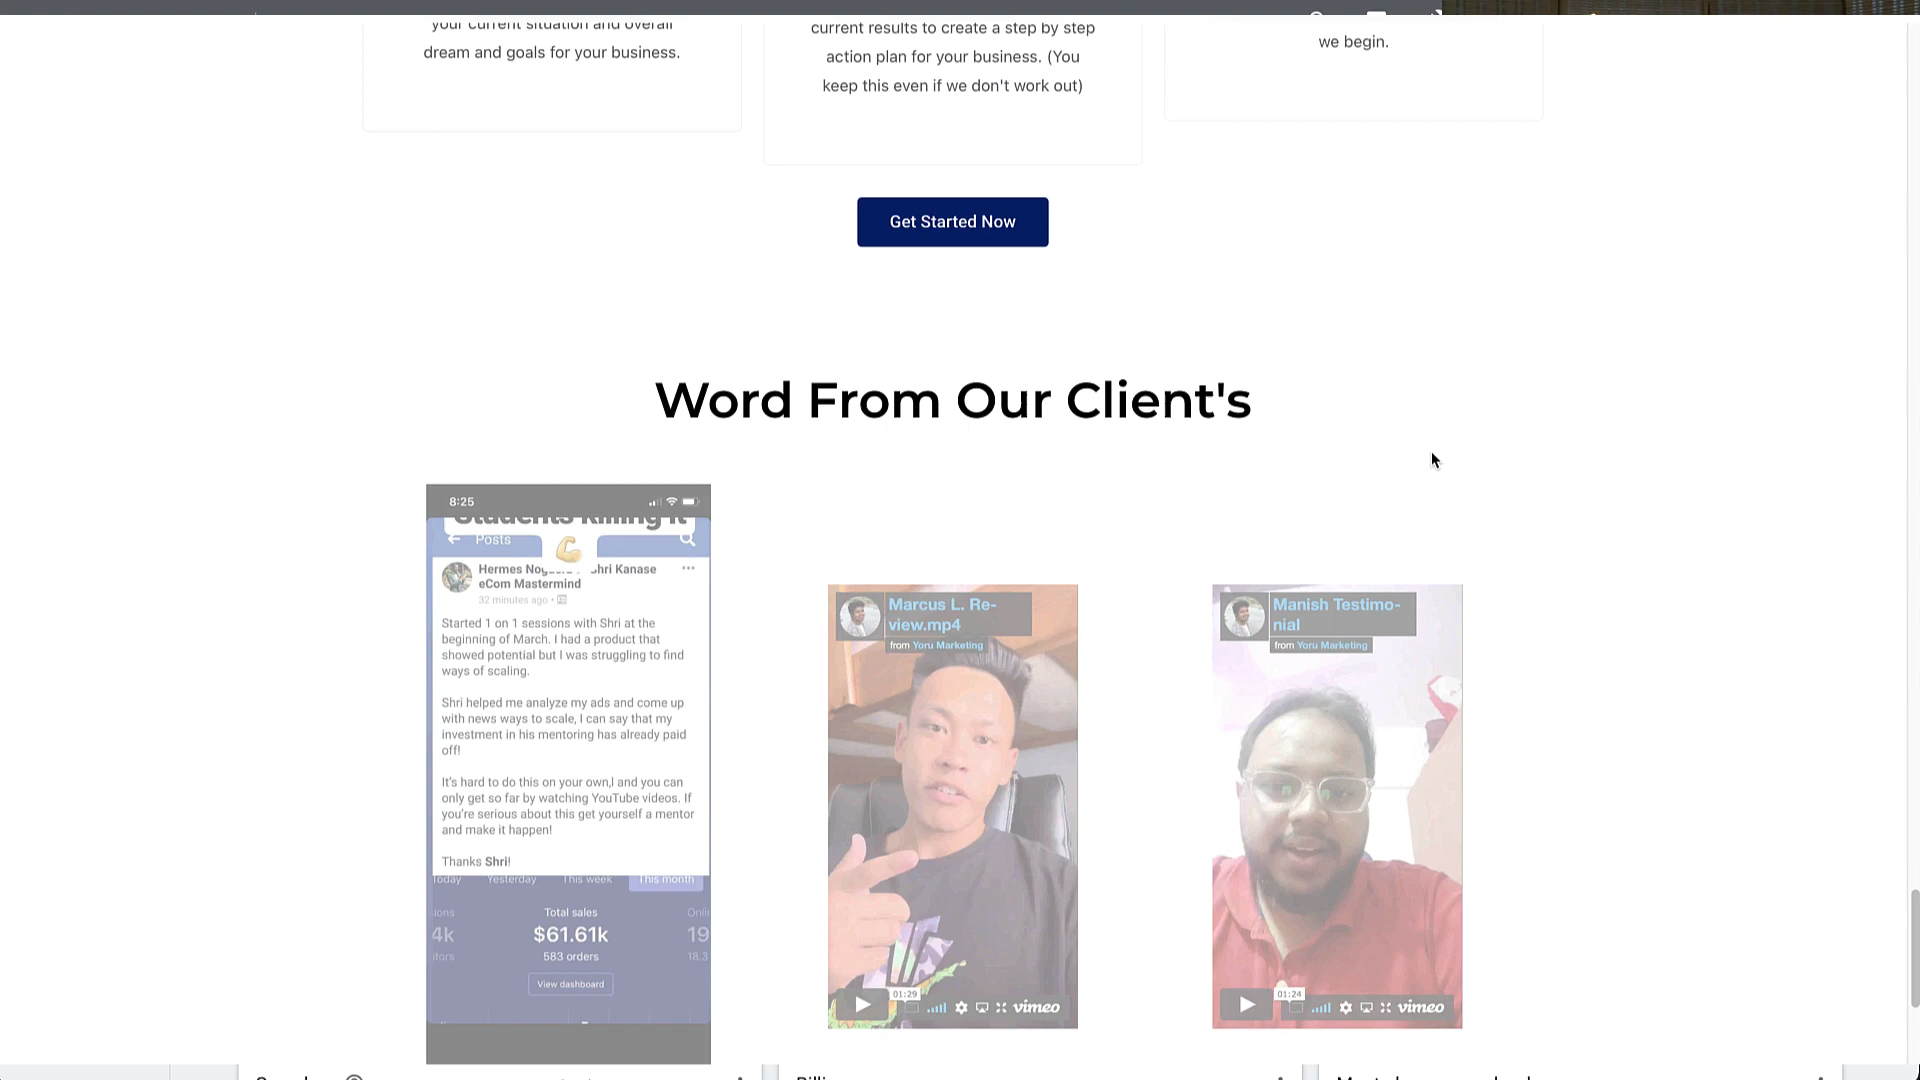 your current situation and overall
dream and goals for your business.
current results to create a step by step
action plan for your business. (You
keep this even if we don't work out)
we begin.
Get Started Now
Word From Our Client's
8:25
Students killing it
Posts
Hermes
Shri Kanase
eCom Mastermind
32 minutes ago
Started 1 on 1 sessions with Shri at the
beginning of March. I had a product that
showed potential but I was struggling to find
ways of scaling.
Shri helped me analyze my ads and come up
with news ways to scale, I can say that my
investment in his mentoring has already paid
off!
It's hard to do this on your own,I and you can
only get so far by watching YouTube videos. If
you're serious about this get yourself a mentor
and make it happen!
Thanks Shri!
Today Yesterday This week This month
Total sales
4k $61.61k 19
583 orders 18.3
View dashboard
Marcus L. Re-
view.mp4
from Yoru Marketing
01:29
vimeo
Manish Testimo-
nial
from Yoru Marketing
01:24
vimeo